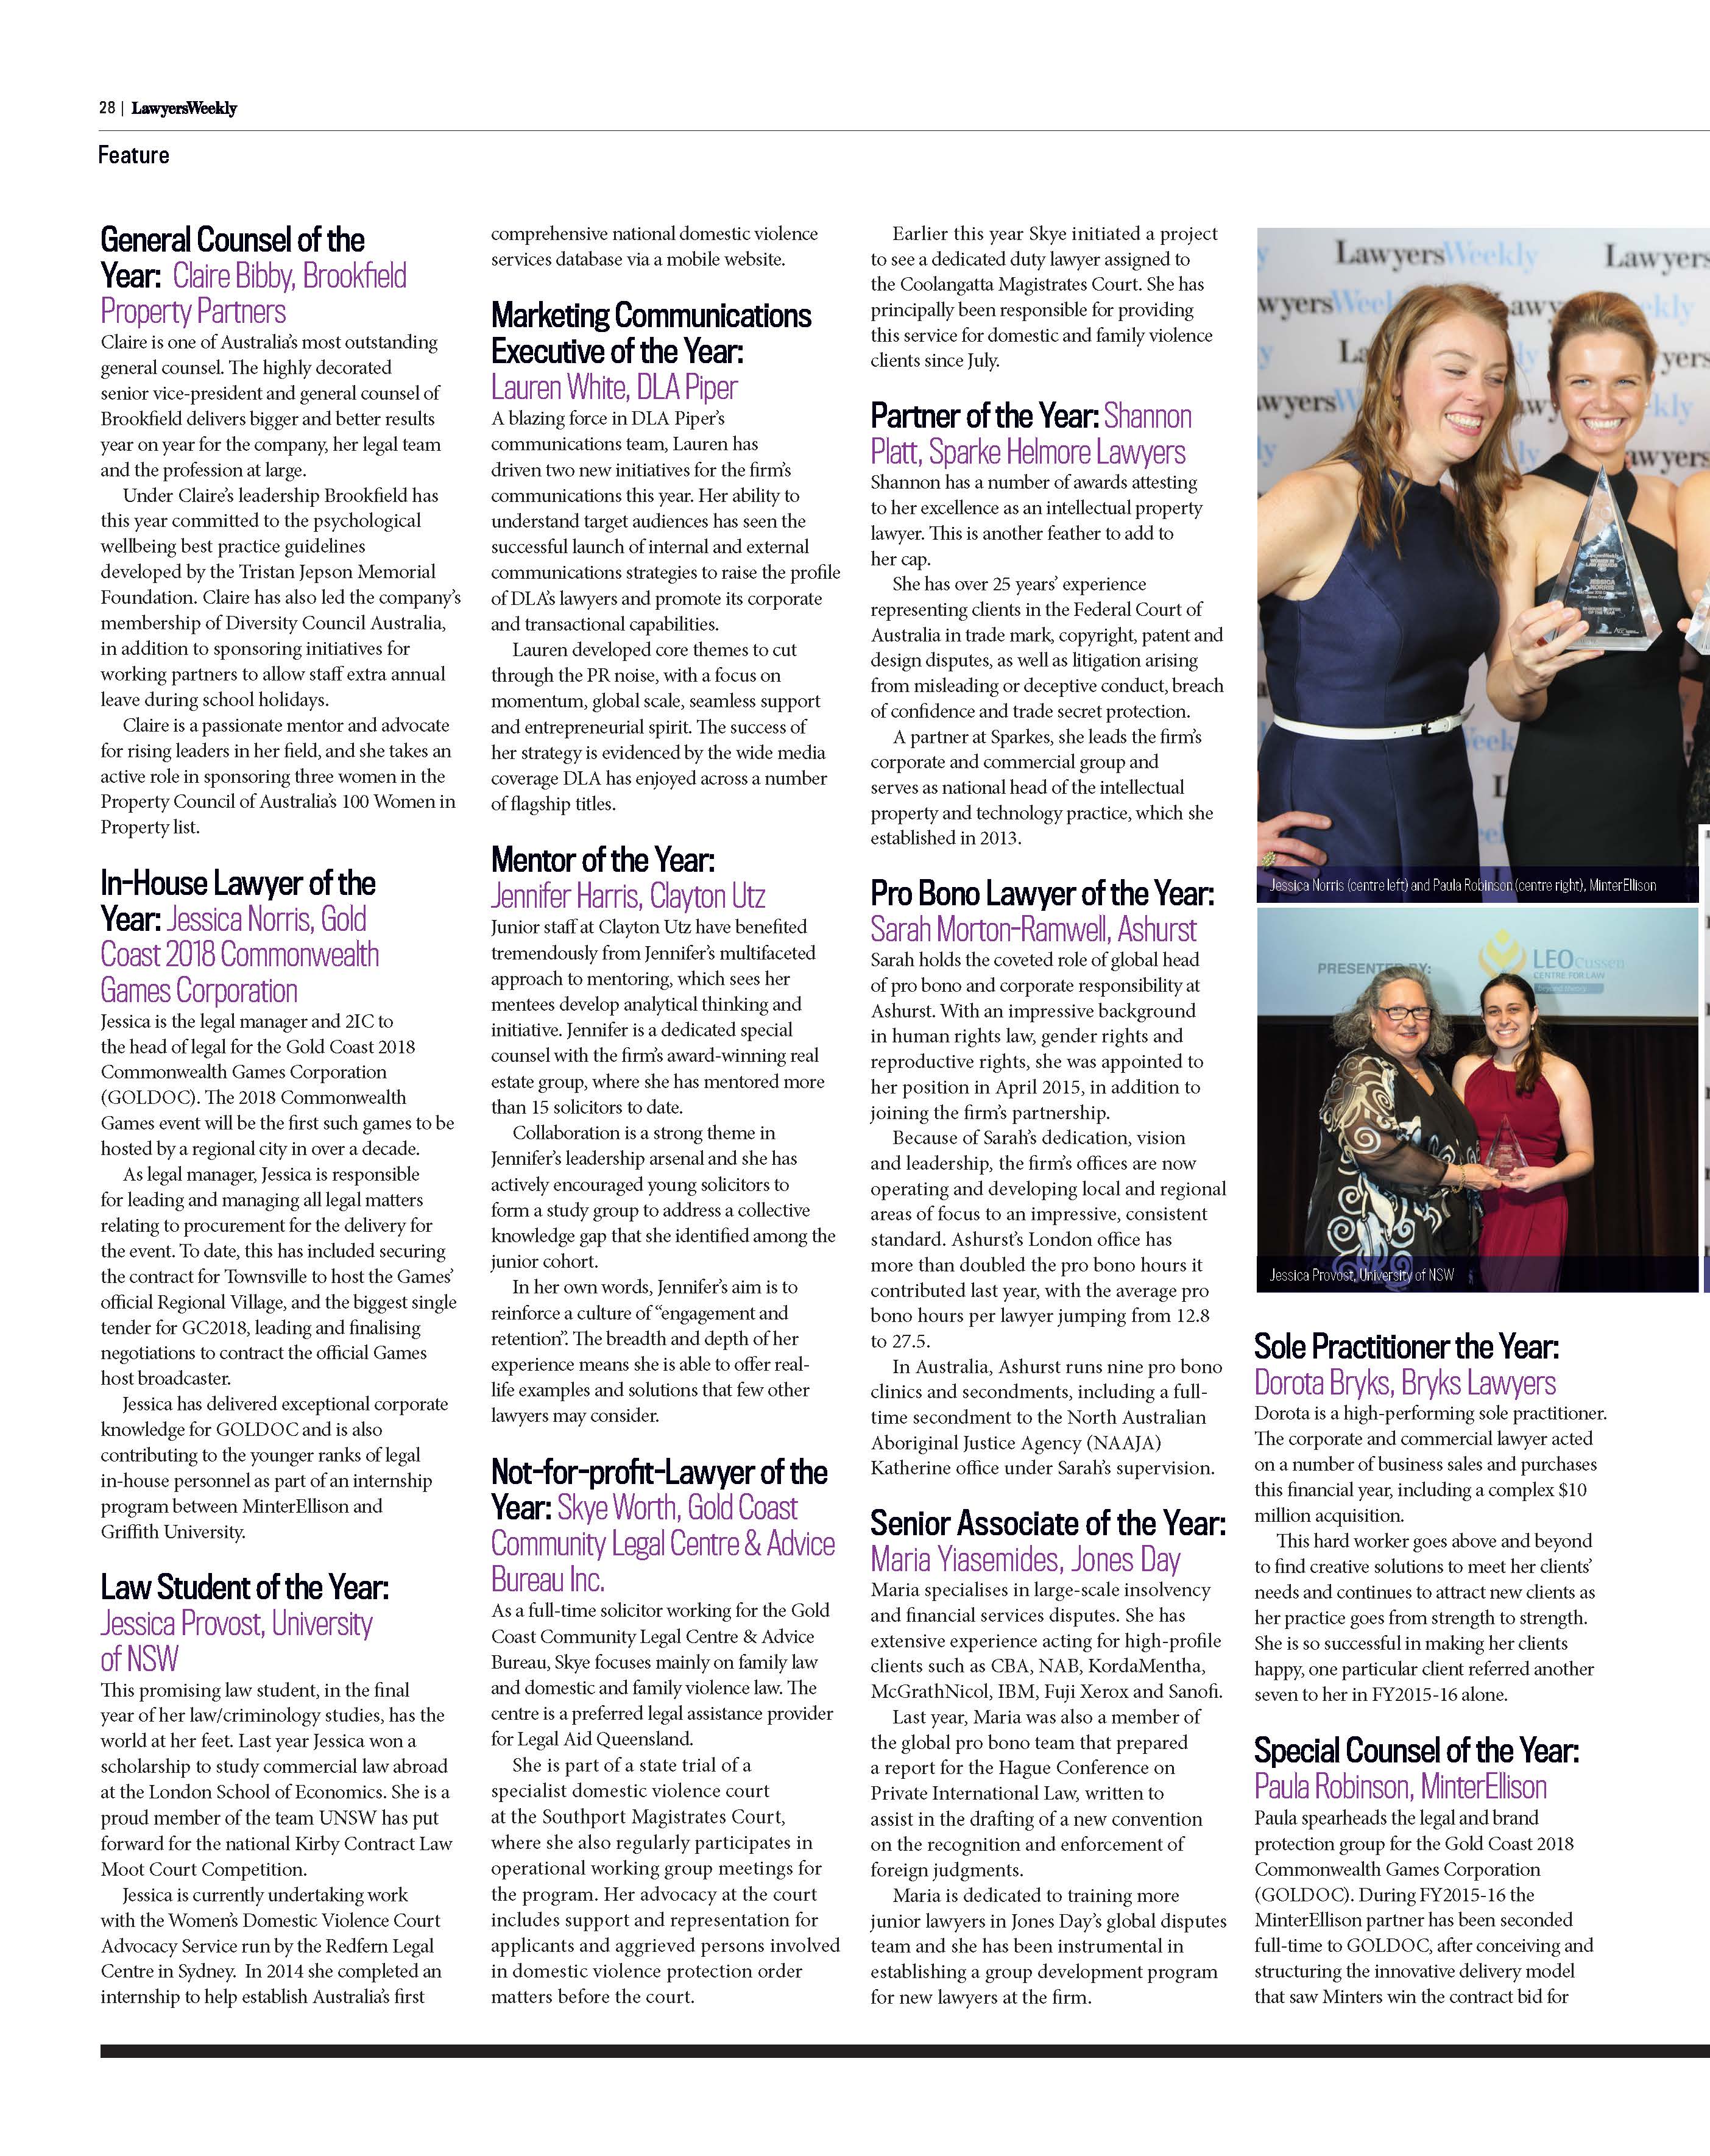 28 | LawyersWeekly
Feature
General Counsel of the
Year: Claire Bibby, Brookfield
Property Partners
Claire is one of Australia's most outstanding
general counsel. The highly decorated
senior vice-president and general counsel of
Brookfield delivers bigger and better results
year on year for the company, her legal team
and the profession at large.
Under Claire's leadership Brookfield has
this year committed to the psychological
wellbeing best practice guidelines
developed by the Tristan Jepson Memorial
Foundation. Claire has also led the company's
membership of Diversity Council Australia,
in addition to sponsoring initiatives for
working partners to allow staff extra annual
leave during school holidays.
Claire is a passionate mentor and advocate
for rising leaders in her field, and she takes an
active role in sponsoring three women in the
Property Council of Australia's 100 Women in
Property list.
In-House Lawyer of the
Year: Jessica Norris, Gold
Coast 2018 Commonwealth
Games Corporation
Jessica is the legal manager and 2IC to
the head of legal for the Gold Coast 2018
Commonwealth Games Corporation
(GOLDOC). The 2018 Commonwealth
Games event will be the first such games to be
hosted by a regional city in over a decade.
As legal manager, Jessica is responsible
for leading and managing all legal matters
relating to procurement for the delivery for
the event. To date, this has included securing
the contract for Townsville to host the Games'
official Regional Village, and the biggest single
tender for GC2018, leading and finalising
negotiations to contract the official Games
host broadcaster.
Jessica has delivered exceptional corporate
knowledge for GOLDOC and is also
contributing to the younger ranks of legal
in-house personnel as part of an internship
program between MinterEllison and
Griffith University.
Law Student of the Year:
Jessica Provost, University
of NSW
This promising law student, in the final
year of her law/criminology studies, has the
world at her feet. Last year Jessica won a
scholarship to study commercial law abroad
at the London School of Economics. She is a
proud member of the team UNSW has put
forward for the national Kirby Contract Law
Moot Court Competition.
Jessica is currently undertaking work
with the Women's Domestic Violence Court
Advocacy Service run by the Redfern Legal
Centre in Sydney. In 2014 she completed an
internship to help establish Australia's first
comprehensive national domestic violence
services database via a mobile website.
Marketing Communications
Executive of the Year:
Lauren White, DLA Piper
A blazing force in DLA Piper's
communications team, Lauren has
driven two new initiatives for the firm's
communications this year. Her ability to
understand target audiences has seen the
successful launch of internal and external
communications strategies to raise the profile
of DLA's lawyers and promote its corporate
and transactional capabilities.
Lauren developed core themes to cut
through the PR noise, with a focus on
momentum, global scale, seamless support
and entrepreneurial spirit. The success of
her strategy is evidenced by the wide media
coverage DLA has enjoyed across a number
of flagship titles.
Mentor of the Year:
Jennifer Harris, Clayton Utz
Junior staff at Clayton Utz have benefited
tremendously from Jennifer's multifaceted
approach to mentoring, which sees her
mentees develop analytical thinking and
initiative. Jennifer is a dedicated special
counsel with the firm's award-winning real
estate group, where she has mentored more
than 15 solicitors to date.
Collaboration is a strong theme in
Jennifer's leadership arsenal and she has
actively encouraged young solicitors to
form a study group to address a collective
knowledge gap that she identified among the
junior cohort.
In her own words, Jennifer's aim is to
reinforce a culture of "engagement and
retention". The breadth and depth of her
experience means she is able to offer real-
life examples and solutions that few other
lawyers may consider.
Not-for-profit-Lawyer of the
Year: Skye Worth, Gold Coast
Community Legal Centre & Advice
Bureau Inc.
As a full-time solicitor working for the Gold
Coast Community Legal Centre & Advice
Bureau, Skye focuses mainly on family law
and domestic and family violence law. The
centre is a preferred legal assistance provider
for Legal Aid Queensland.
She is part of a state trial of a
specialist domestic violence court
at the Southport Magistrates Court,
where she also regularly participates in
operational working group meetings for
the program. Her advocacy at the court
includes support and representation for
applicants and aggrieved persons involved
in domestic violence protection order
matters before the court.
Earlier this year Skye initiated a project
to see a dedicated duty lawyer assigned to
the Coolangatta Magistrates Court. She has
principally been responsible for providing
this service for domestic and family violence
clients since July.
Partner of the Year: Shannon
Platt, Sparke Helmore Lawyers
Shannon has a number of awards attesting
to her excellence as an intellectual property
lawyer. This is another feather to add to
her cap.
She has over 25 years' experience
representing clients in the Federal Court of
Australia in trade mark, copyright, patent and
design disputes, as well as litigation arising
from misleading or deceptive conduct, breach
of confidence and trade secret protection.
A partner at Sparkes, she leads the firm's
corporate and commercial group and
serves as national head of the intellectual
property and technology practice, which she
established in 2013.
Pro Bono Lawyer of the Year:
Sarah Morton-Ramwell, Ashurst
Sarah holds the coveted role of global head
of pro bono and corporate responsibility at
Ashurst. With an impressive background
in human rights law, gender rights and
reproductive rights, she was appointed to
her position in April 2015, in addition to
joining the firm's partnership.
Because of Sarah's dedication, vision
and leadership, the firm's offices are now
operating and developing local and regional
areas of focus to an impressive, consistent
standard. Ashurst's London office has
more than doubled the pro bono hours it
contributed last year, with the average pro
bono hours per lawyer jumping from 12.8
to 27.5.
In Australia, Ashurst runs nine pro bono
clinics and secondments, including a full-
time secondment to the North Australian
Aboriginal Justice Agency (NAAJA)
Katherine office under Sarah's supervision.
Senior Associate of the Year:
Maria Yiasemides, Jones Day
Maria specialises in large-scale insolvency
and financial services disputes. She has
extensive experience acting for high-profile
clients such as CBA, NAB, KordaMentha,
McGrathNicol, IBM, Fuji Xerox and Sanofi.
Last year, Maria was also a member of
the global pro bono team that prepared
a report for the Hague Conference on
Private International Law, written to
assist in the drafting of a new convention
on the recognition and enforcement of
foreign judgments.
Maria is dedicated to training more
junior lawyers in Jones Day's global disputes
team and she has been instrumental in
establishing a group development program
for new lawyers at the firm.
LawyersWeekly
Jessica Norris (centre left) and Paula Robinson (centre right), MinterEllison
PRESENTED BY:
LEO Cussen
CENTRE FOR LAW
Jessica Provost, University of NSW
Sole Practitioner the Year:
Dorota Bryks, Bryks Lawyers
Dorota is a high-performing sole practitioner.
The corporate and commercial lawyer acted
on a number of business sales and purchases
this financial year, including a complex $10
million acquisition.
This hard worker goes above and beyond
to find creative solutions to meet her clients'
needs and continues to attract new clients as
her practice goes from strength to strength.
She is so successful in making her clients
happy, one particular client referred another
seven to her in FY2015-16 alone.
Special Counsel of the Year:
Paula Robinson, MinterEllison
Paula spearheads the legal and brand
protection group for the Gold Coast 2018
Commonwealth Games Corporation
(GOLDOC). During FY2015-16 the
MinterEllison partner has been seconded
full-time to GOLDOC, after conceiving and
structuring the innovative delivery model
that saw Minters win the contract bid for